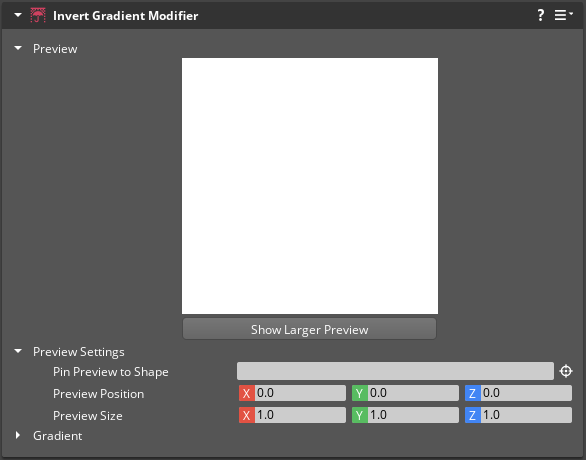 Invert Gradient Modifier ?
Preview
Show Larger Preview
Preview Settings
Pin Preview to Shape
Preview Position X 0.0 Y 0.0 Z 0.0
Preview Size X 1.0 Y 1.0 Z 1.0
Gradient